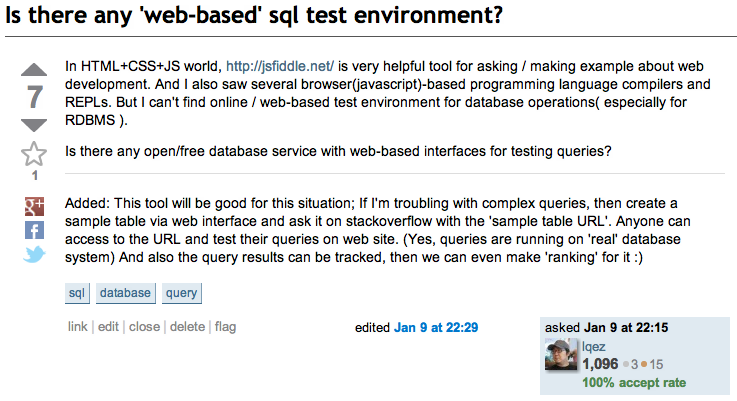 Is there any 'web-based' sql test environment?
In HTML+CSS+JS world, http://jsfiddle.net/ is very helpful tool for asking / making example about web
development. And I also saw several browser(javascript)-based programming language compilers and
7
REPLs. But I can't find online / web-based test environment for database operations( especially for
RDBMS ).
Is there any open/free database service with web-based interfaces for testing queries?
1
Added: This tool will be good for this situation; If I'm troubling with complex queries, then create a
sample table via web interface and ask it on stackoverflow with the 'sample table URL'. Anyone can
access to the URL and test their queries on web site. (Yes, queries are running on 'real' database
system) And also the query results can be tracked, then we can even make 'ranking' for it :)
sql database query
link | edit | close | delete | flag
edited Jan 9 at 22:29
asked Jan 9 at 22:15
lqez
1,096 ●3 ●15
100% accept rate